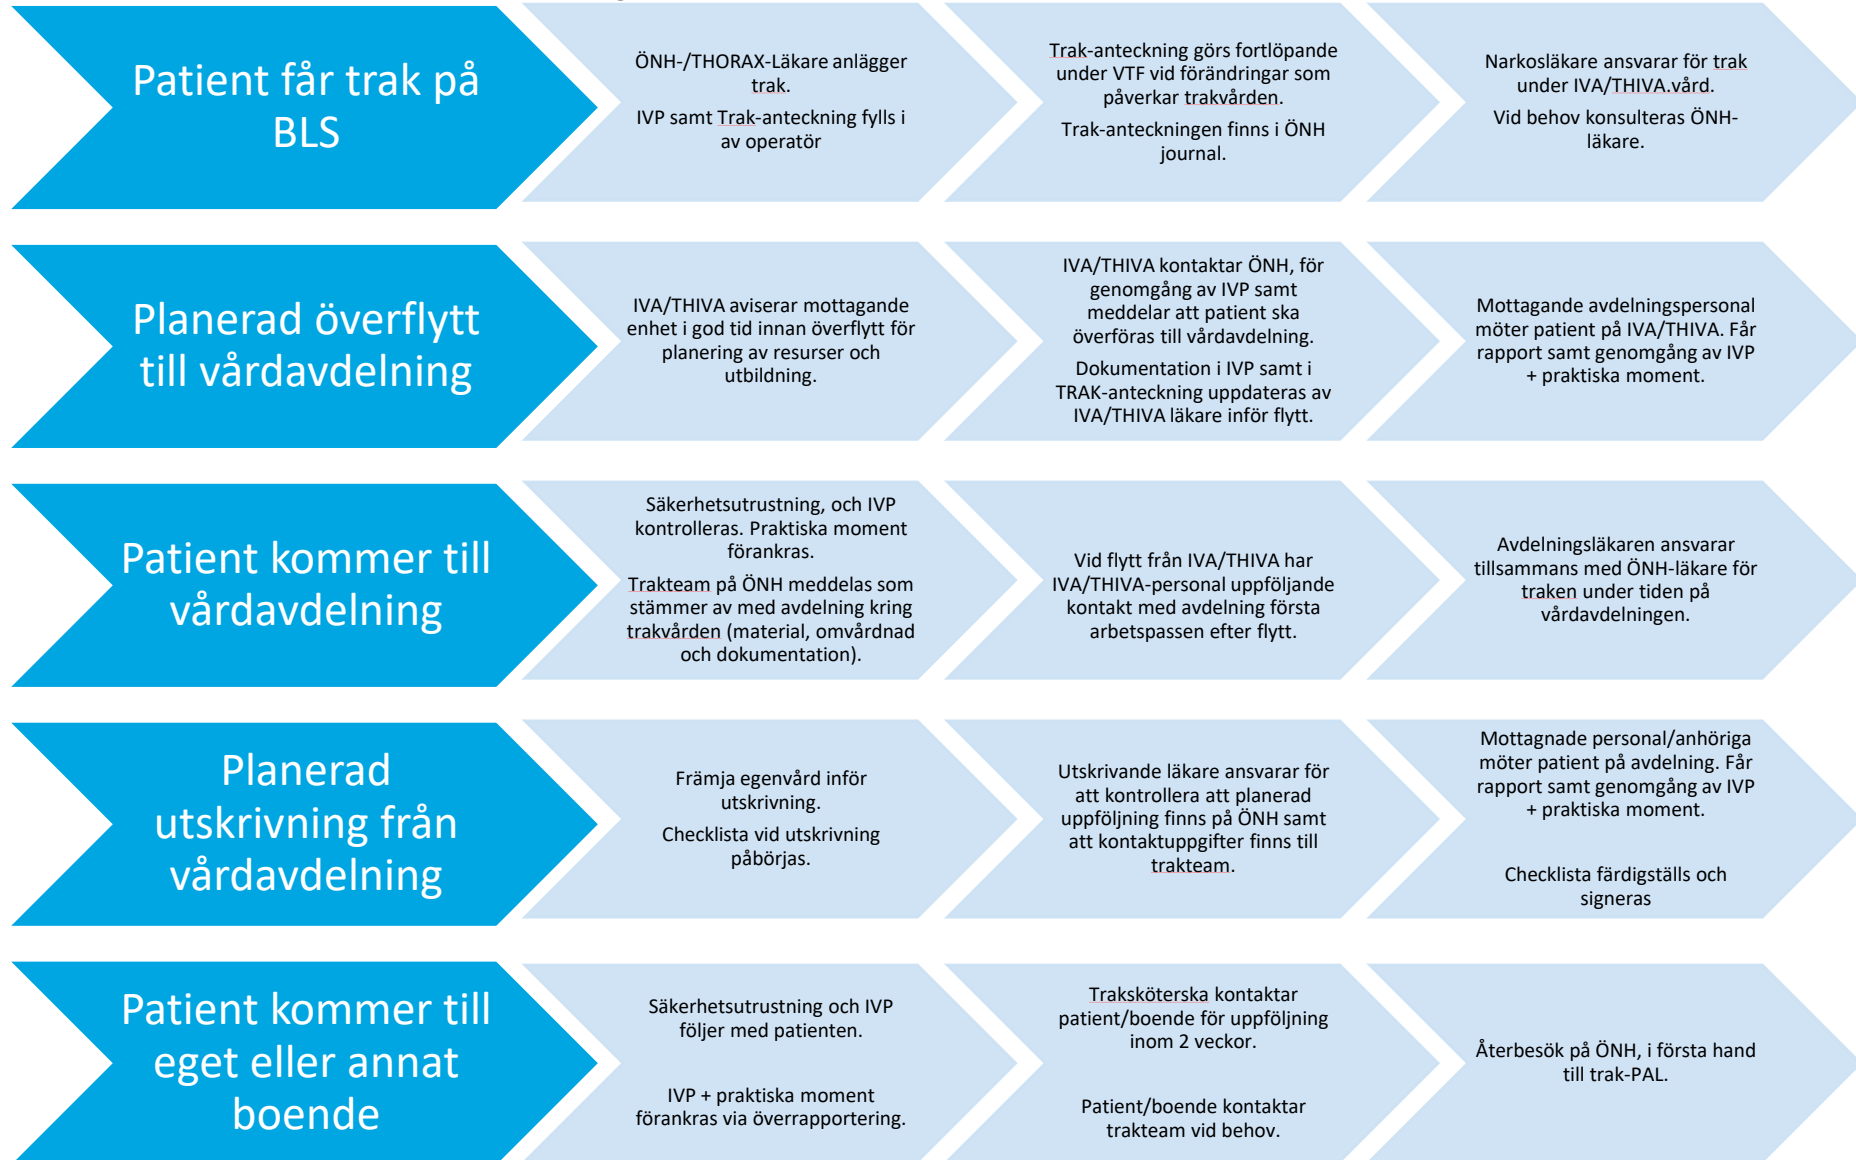 Patient får trak på
BLS
ÖNH-/THORAX-Läkare anlägger
trak.
IVP samt Trak-anteckning fylls i
av operatör
Trak-anteckning görs fortlöpande
under VTF vid förändringar som
påverkar trakvården.
Trak-anteckningen finns i ÖNH
journal.
Narkosläkare ansvarar för trak
under IVA/THIVA.vård.
Vid behov konsulteras ÖNH-
läkare.
Planerad överflytt
till vårdavdelning
IVA/THIVA aviserar mottagande
enhet i god tid innan överflytt för
planering av resurser och
utbildning.
IVA/THIVA kontaktar ÖNH, för
genomgång av IVP samt
meddelar att patient ska
överföras till vårdavdelning.
Dokumentation i IVP samt i
TRAK-anteckning uppdateras av
IVA/THIVA läkare inför flytt.
Mottagande avdelningspersonal
möter patient på IVA/THIVA. Får
rapport samt genomgång av IVP
+ praktiska moment.
Patient kommer till
vårdavdelning
Säkerhetsutrustning, och IVP
kontrolleras. Praktiska moment
förankras.
Trakteam på ÖNH meddelas som
stämmer av med avdelning kring
trakvården (material, omvårdnad
och dokumentation).
Vid flytt från IVA/THIVA har
IVA/THIVA-personal uppföljande
kontakt med avdelning första
arbetspassen efter flytt.
Avdelningsläkaren ansvarar
tillsammans med ÖNH-läkare för
traken under tiden på
vårdavdelningen.
Planerad
utskrivning från
vårdavdelning
Främja egenvård inför
utskrivning.
Checklista vid utskrivning
påbörjas.
Utskrivande läkare ansvarar för
att kontrollera att planerad
uppföljning finns på ÖNH samt
att kontaktuppgifter finns till
trakteam.
Mottagnade personal/anhöriga
möter patient på avdelning. Får
rapport samt genomgång av IVP
+ praktiska moment.
Checklista färdigställs och
signeras
Patient kommer till
eget eller annat
boende
Säkerhetsutrustning och IVP
följer med patienten.
IVP + praktiska moment
förankras via överrapportering.
Traksköterska kontaktar
patient/boende för uppföljning
inom 2 veckor.
Patient/boende kontaktar
trakteam vid behov.
Återbesök på ÖNH, i första hand
till trak-PAL.